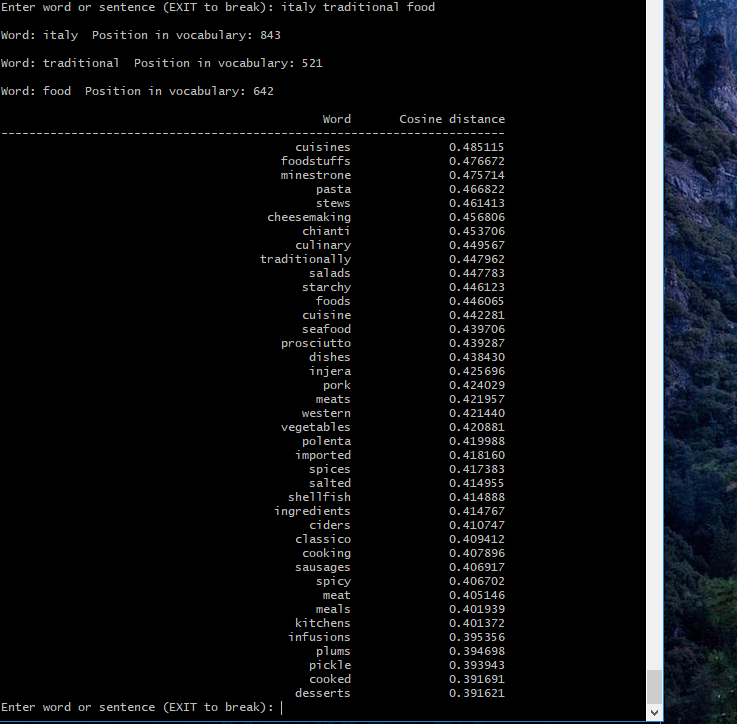 Enter word or sentence (EXIT to break): italy traditional food
Word: italy  Position in vocabulary: 843
Word: traditional  Position in vocabulary: 521
Word: food  Position in vocabulary: 642
Word       Cosine distance
------------------------------------------------------------------------
cuisines              0.485115
foodstuffs              0.476672
minestrone              0.475714
pasta              0.466822
stews              0.461413
cheesemaking              0.456806
chianti              0.453706
culinary              0.449567
traditionally              0.447962
salads              0.447783
starchy              0.446123
foods              0.446065
cuisine              0.442281
seafood              0.439706
prosciutto              0.439287
dishes              0.438430
injera              0.425696
pork              0.424029
meats              0.421957
western              0.421440
vegetables              0.420881
polenta              0.419988
imported              0.418160
spices              0.417383
salted              0.414955
shellfish              0.414888
ingredients              0.414767
ciders              0.410747
classico              0.409412
cooking              0.407896
sausages              0.406917
spicy              0.406702
meat              0.405146
meals              0.401939
kitchens              0.401372
infusions              0.395356
plums              0.394698
pickle              0.393943
cooked              0.391691
desserts              0.391621
Enter word or sentence (EXIT to break):